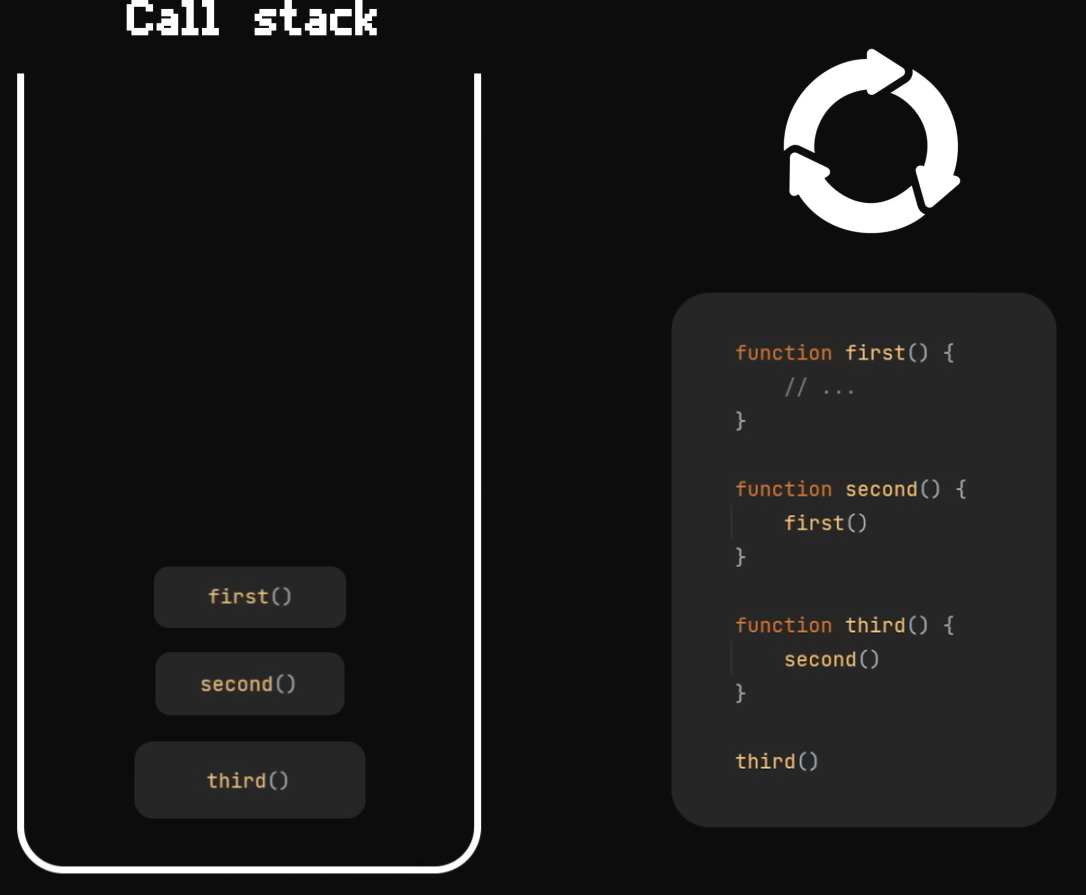 Call stack
first()
second()
third()
function first() {
    // ...
}
function second() {
    first()
}
function third() {
    second()
}
third()